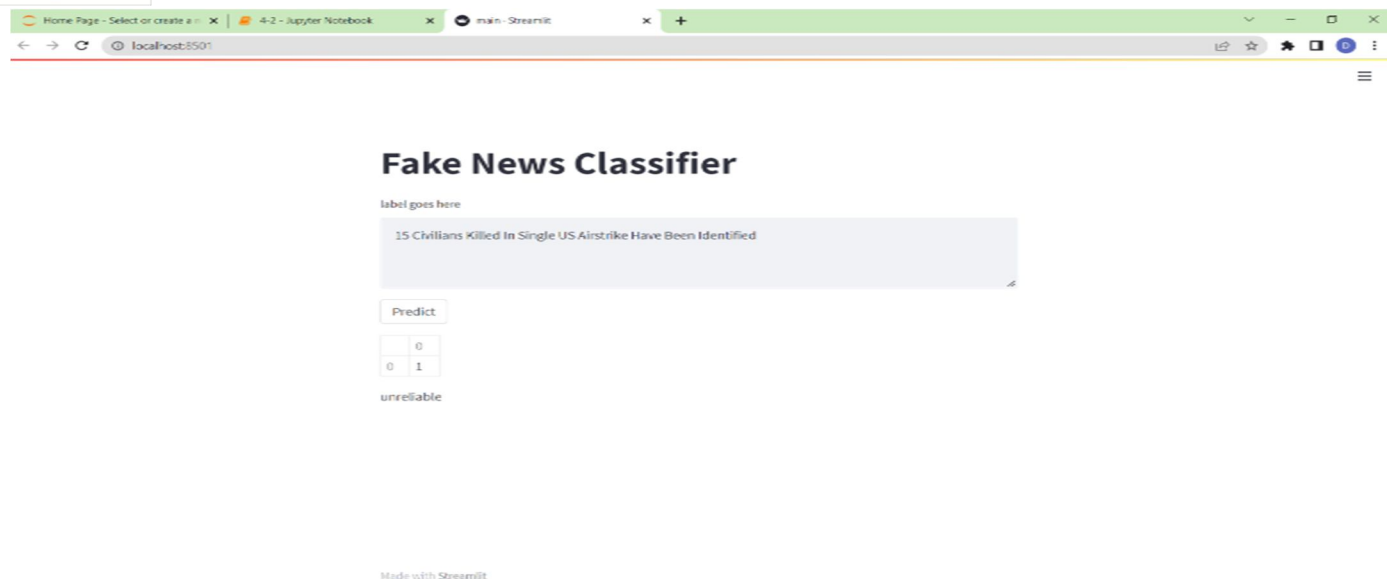 Home Page - Select or create a n
4-2 - Jupyter Notebook
main - Streamlit
localhost:8501
D
Fake News Classifier
label goes here
15 Civilians Killed In Single US Airstrike Have Been Identified
Predict
0
0 1
unreliable
Made with Streamlit